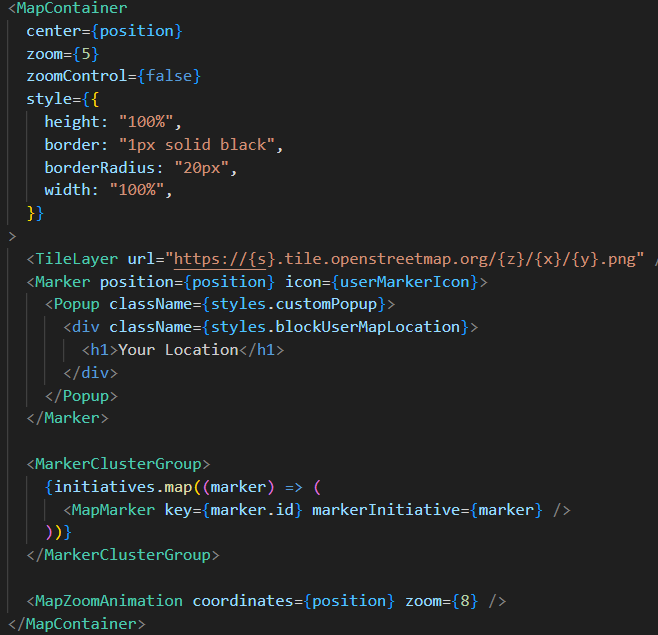 <MapContainer
center={position}
zoom={5}
zoomControl={false}
style={{
height: "100%",
border: "1px solid black",
borderRadius: "20px",
width: "100%",
}}
>
<TileLayer url="https://{s}.tile.openstreetmap.org/{z}/{x}/{y}.png" /
<Marker position={position} icon={userMarkerIcon}>
<Popup className={styles.customPopup}>
<div className={styles.blockUserMapLocation}>
<h1>Your Location</h1>
</div>
</Popup>
</Marker>
<MarkerClusterGroup>
{initiatives.map((marker) => (
<MapMarker key={marker.id} markerInitiative={marker} />
))}
</MarkerClusterGroup>
<MapZoomAnimation coordinates={position} zoom={8} />
</MapContainer>